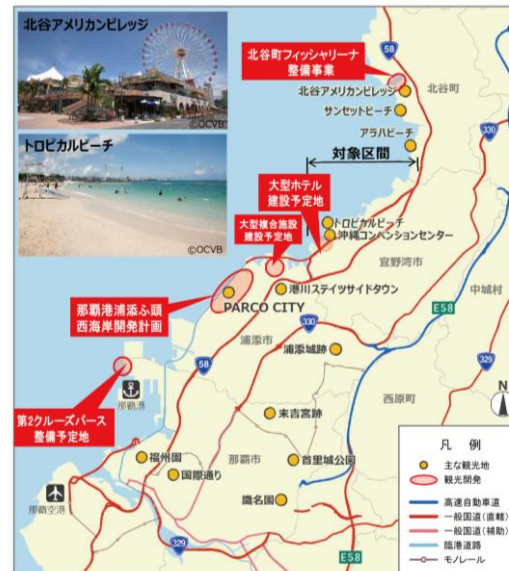 北谷アメリカンビレッジ
©OCVB
トロピカルビーチ
©OCVB
北谷町フィッシャリーナ
整備事業
58
北谷町
北谷アメリカンビレッジ
サンセットビーチ
アラハビーチ
330
対象区間
大型ホテル
建設予定地
大型複合施設
建設予定地
トロピカルビーチ
沖縄コンベンションセンター
宜野湾市
中城村
那覇港浦添ふ頭
西海岸開発計画
港川ステイツサイドタウン
PARCO CITY
E58
330
浦添市
浦添城跡
329
58
西原町
第2クルーズバース
整備予定地
那覇港
末吉宮跡
N
福州園
那覇市
首里城公園
国際通り
識名園
那覇空港
329
E58
凡 例
主な観光地
観光開発
高速自動車道
一般国道(直轄)
一般国道(補助)
臨港道路
モノレール